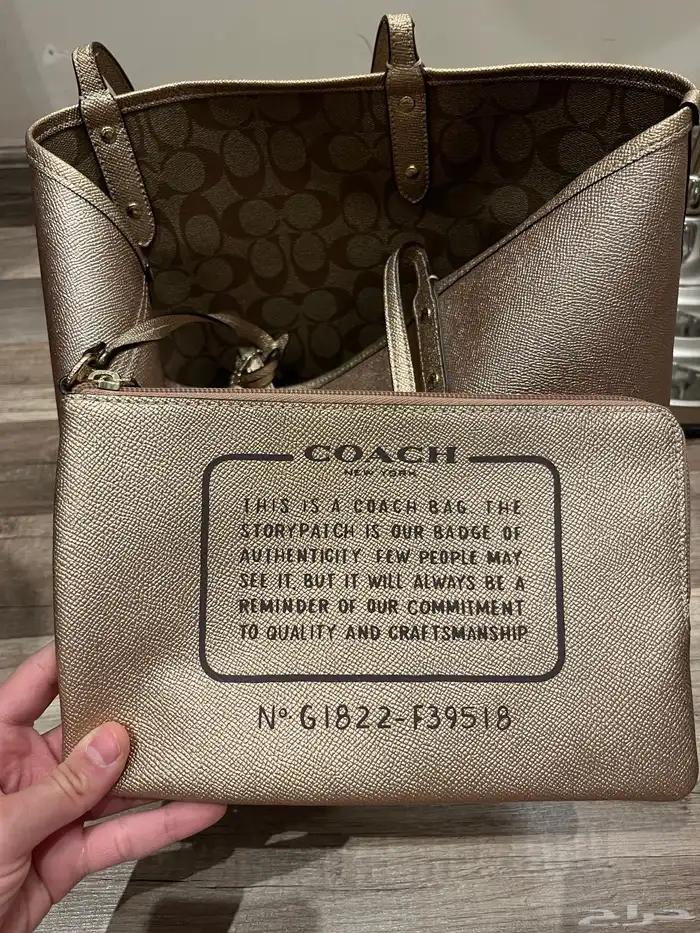 COACH
NEW YORK
THIS IS A COACH BAG. THE
STORYPATCH IS OUR BADGE OF
AUTHENTICITY. FEW PEOPLE MAY
SEE IT. BUT IT WILL ALWAYS BE A
REMINDER OF OUR COMMITMENT
TO QUALITY AND CRAFTSMANSHIP
Nº G1822-F39518
حراج